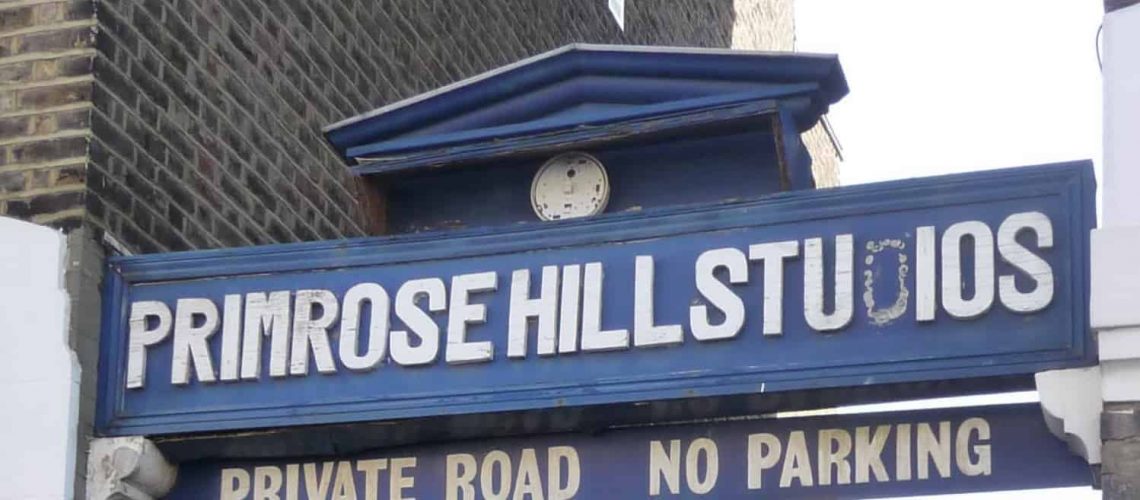 PRIMROSE HILL STUDIOS
PRIVATE ROAD NO PARKING